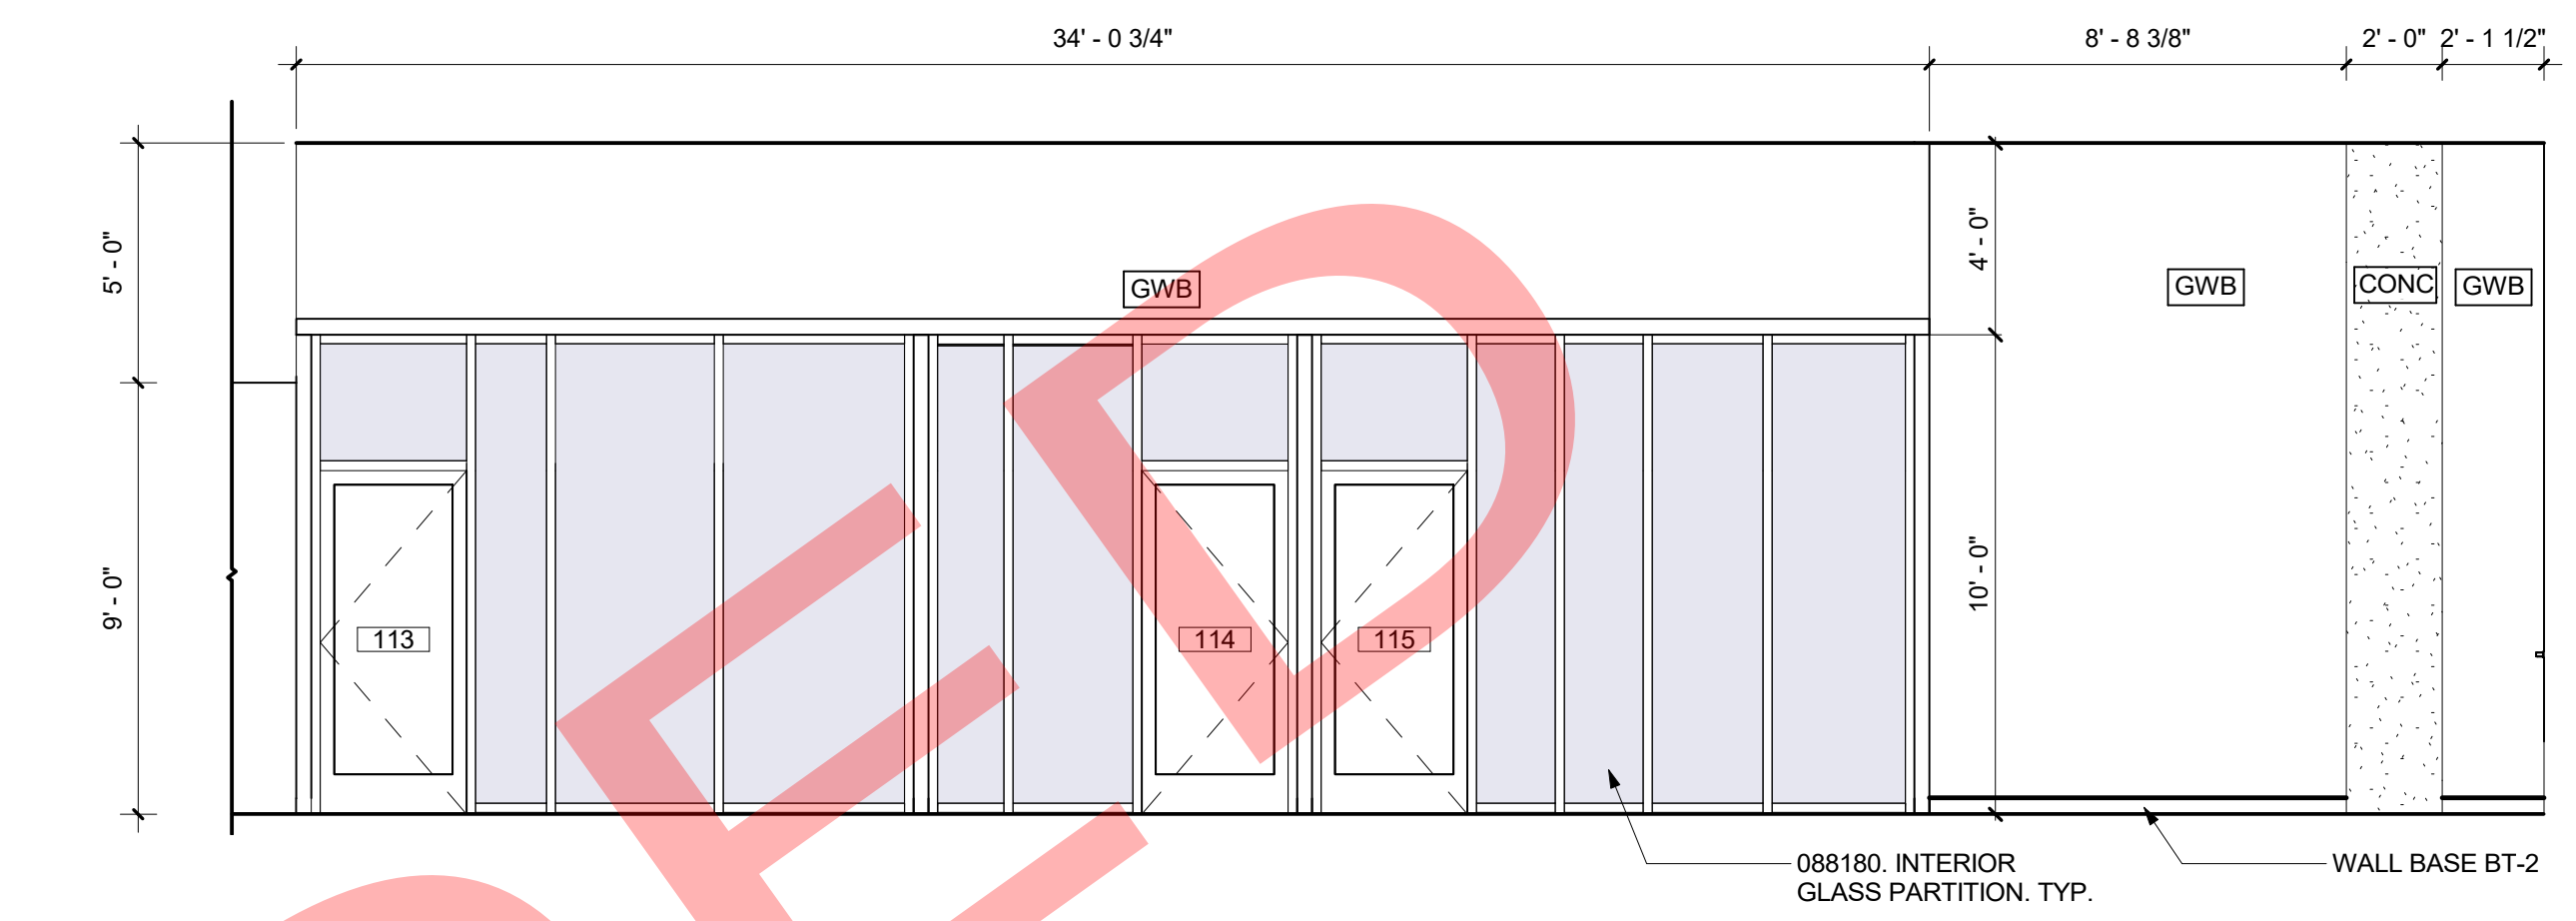 34' - 0 3/4"
8' - 8 3/8"
2' - 0"
2' - 1 1/2"
5' - 0"
4' - 0"
GWB
GWB
CONC
GWB
9' - 0"
10' - 0"
113
114
115
088180. INTERIOR
GLASS PARTITION. TYP.
WALL BASE BT-2
ED